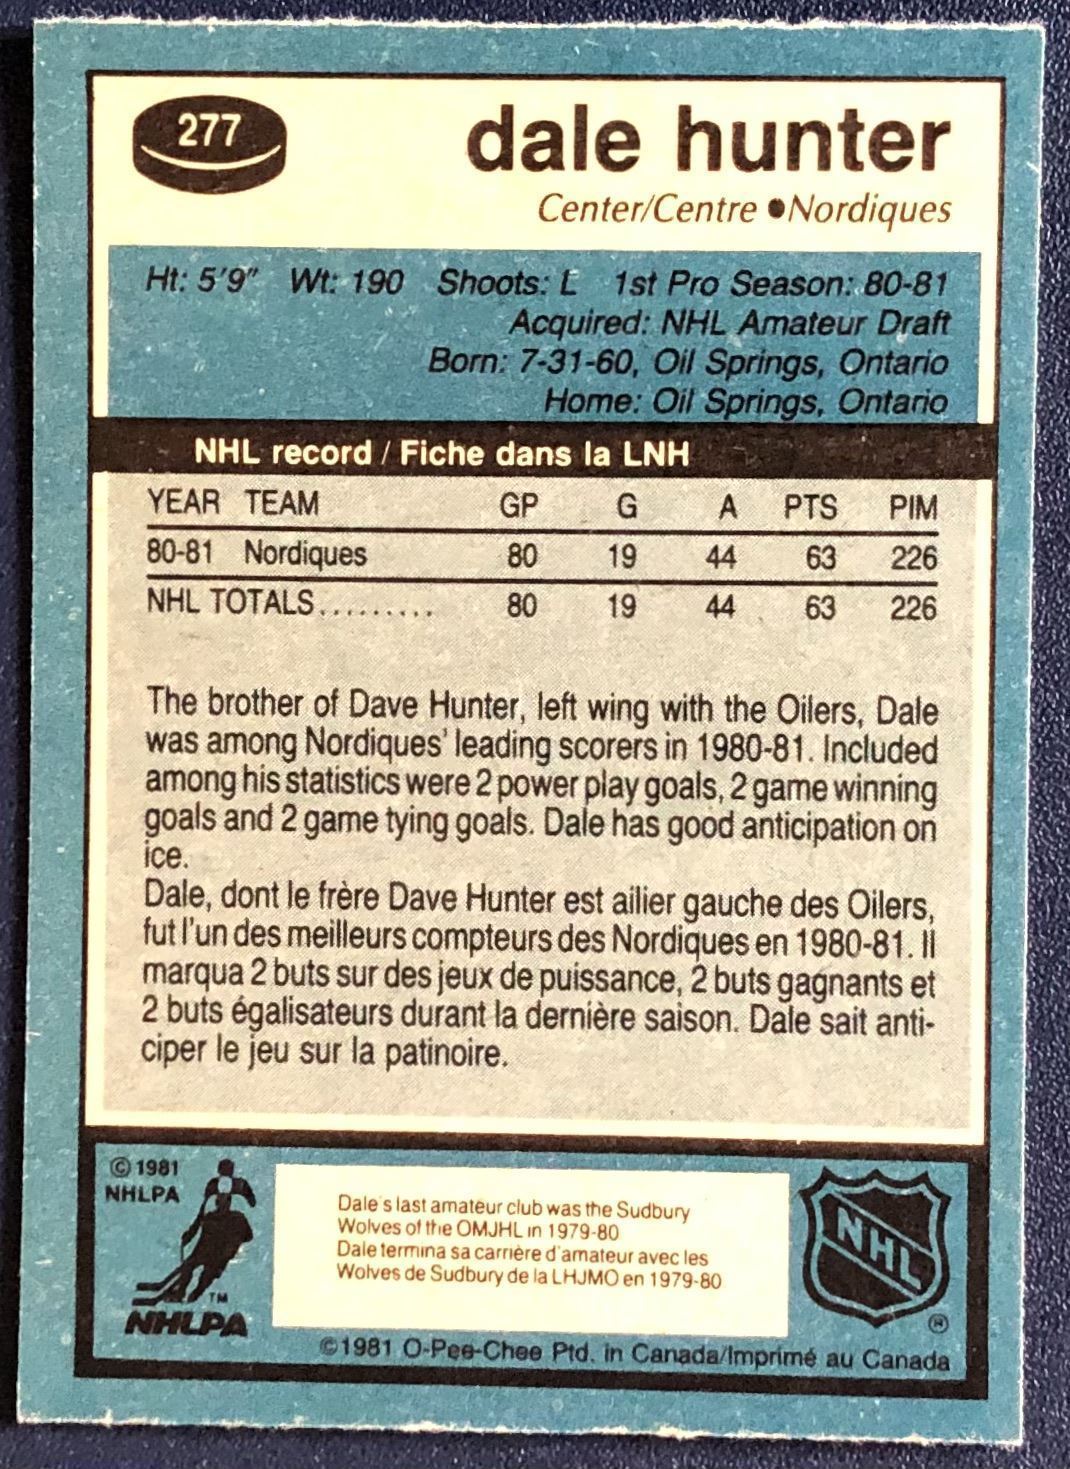 277
dale hunter
Center/Centre ●Nordiques
Ht: 5'9" Wt: 190 Shoots: L 1st Pro Season: 80-81
Acquired: NHL Amateur Draft
Born: 7-31-60, Oil Springs, Ontario
Home: Oil Springs, Ontario
NHL record / Fiche dans la LNH
YEAR TEAM GP G A PTS PIM
80-81 Nordiques 80 19 44 63 226
NHL TOTALS......... 80 19 44 63 226
The brother of Dave Hunter, left wing with the Oilers, Dale
was among Nordiques' leading scorers in 1980-81. Included
among his statistics were 2 power play goals, 2 game winning
goals and 2 game tying goals. Dale has good anticipation on
ice.
Dale, dont le frère Dave Hunter est ailier gauche des Oilers,
fut l'un des meilleurs compteurs des Nordiques en 1980-81. Il
marqua 2 buts sur des jeux de puissance, 2 buts gagnants et
2 buts égalisateurs durant la dernière saison. Dale sait anti-
ciper le jeu sur la patinoire.
© 1981
NHLPA
TM
NHLPA
Dale's last amateur club was the Sudbury
Wolves of the OMJHL in 1979-80
Dale termina sa carrière d'amateur avec les
Wolves de Sudbury de la LHJMO en 1979-80
NHL
®
©1981 O-Pee-Chee Ptd. in Canada/Imprimé au Canada